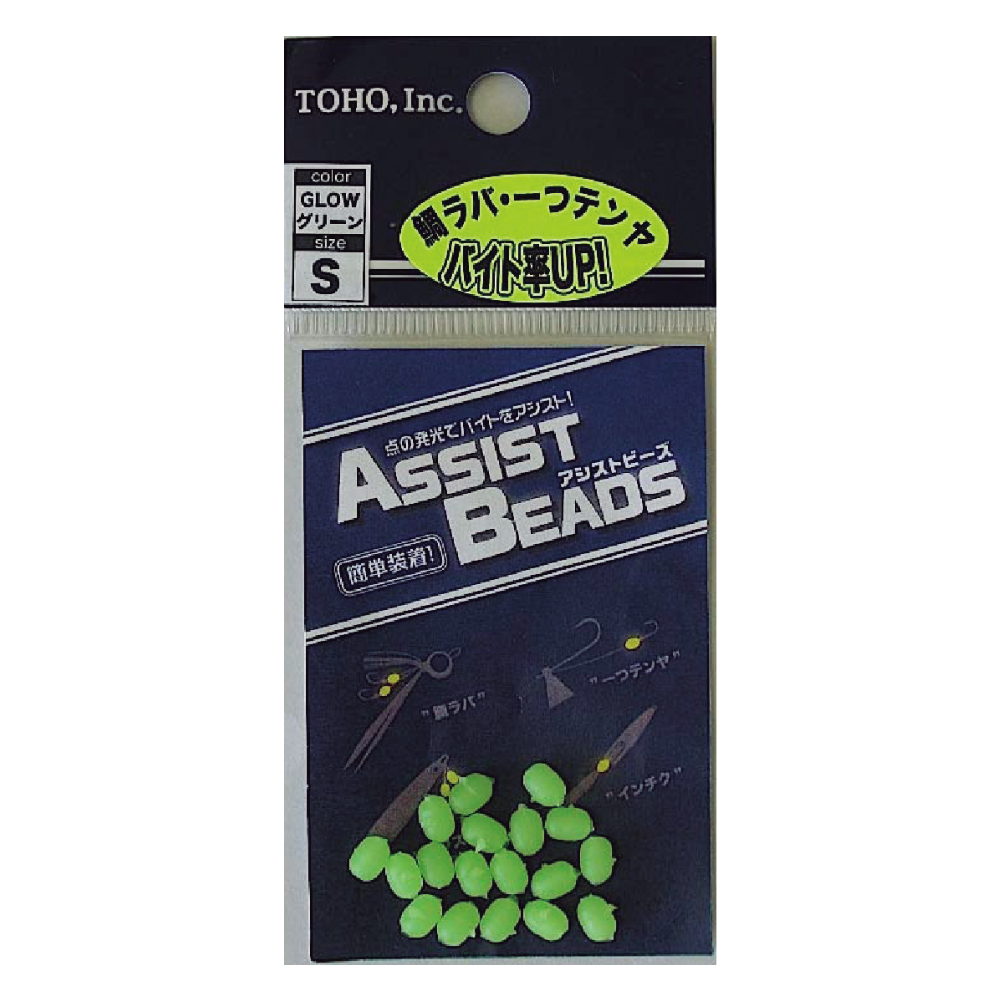 TOHO, Inc.
color
GLOW
グリーン
size
S
鯛ラバ・一つテンヤ
バイト率UP!
点の発光でバイトをアシスト!
ASSIST
アシストビーズ
BEADS
簡単装着!
"鯛ラバ"
"一つテンヤ"
"インチク"